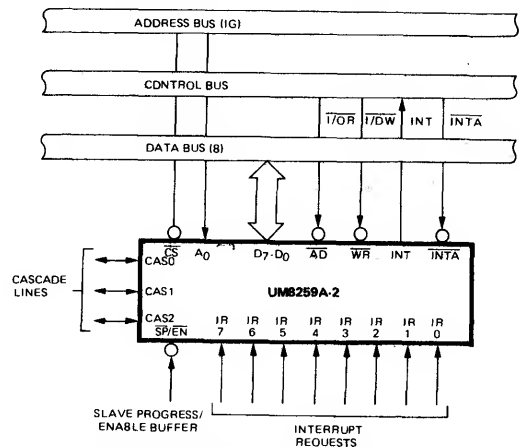 ADDRESS BUS (1G)
CONTROL BUS
I/OR I/DW INT INTA
DATA BUS (8)
CS A0 D7-D0 AD WR INT INTA
CASCADE LINES
CAS0
CAS1
CAS2
UM8259A-2
SP/EN
IR 7 IR 6 IR 5 IR 4 IR 3 IR 2 IR 1 IR 0
SLAVE PROGRESS/
ENABLE BUFFER
INTERRUPT
REQUESTS